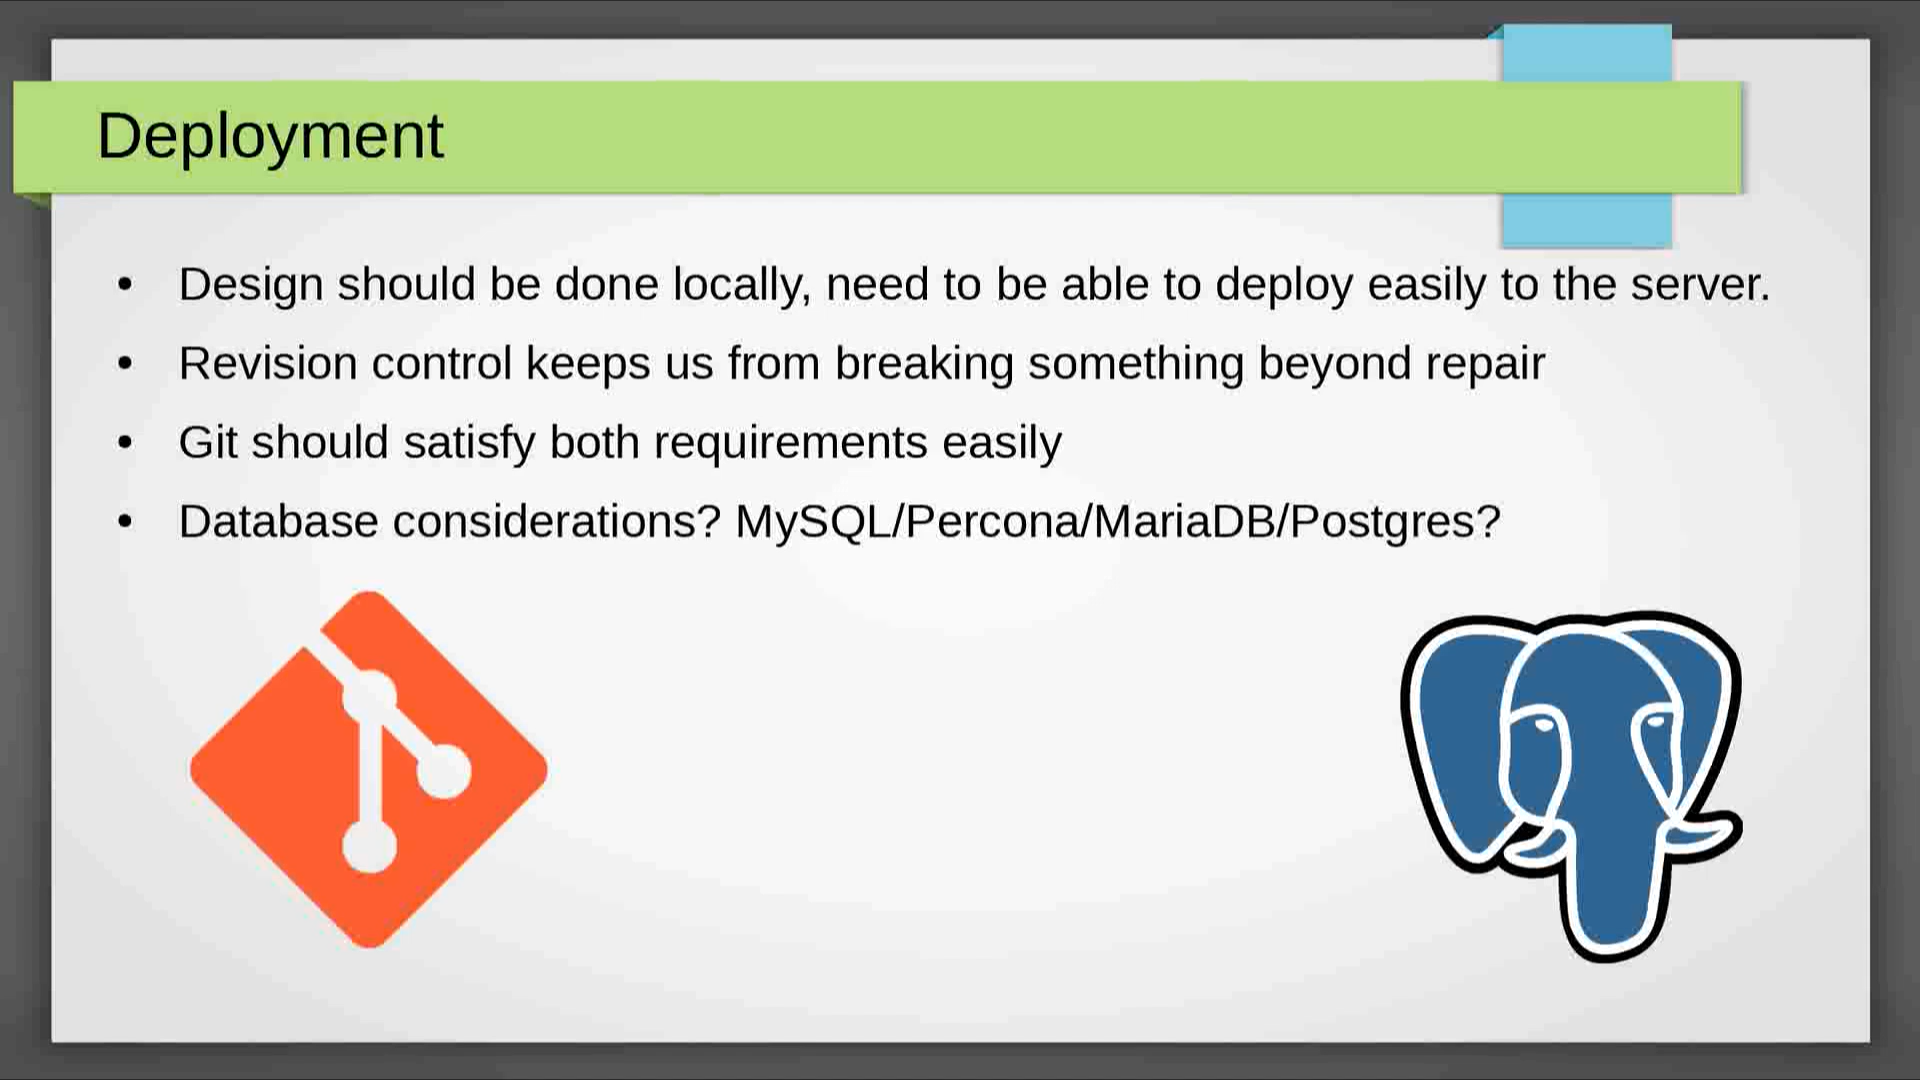 Deployment
• Design should be done locally, need to be able to deploy easily to the server.
• Revision control keeps us from breaking something beyond repair
• Git should satisfy both requirements easily
• Database considerations? MySQL/Percona/MariaDB/Postgres?